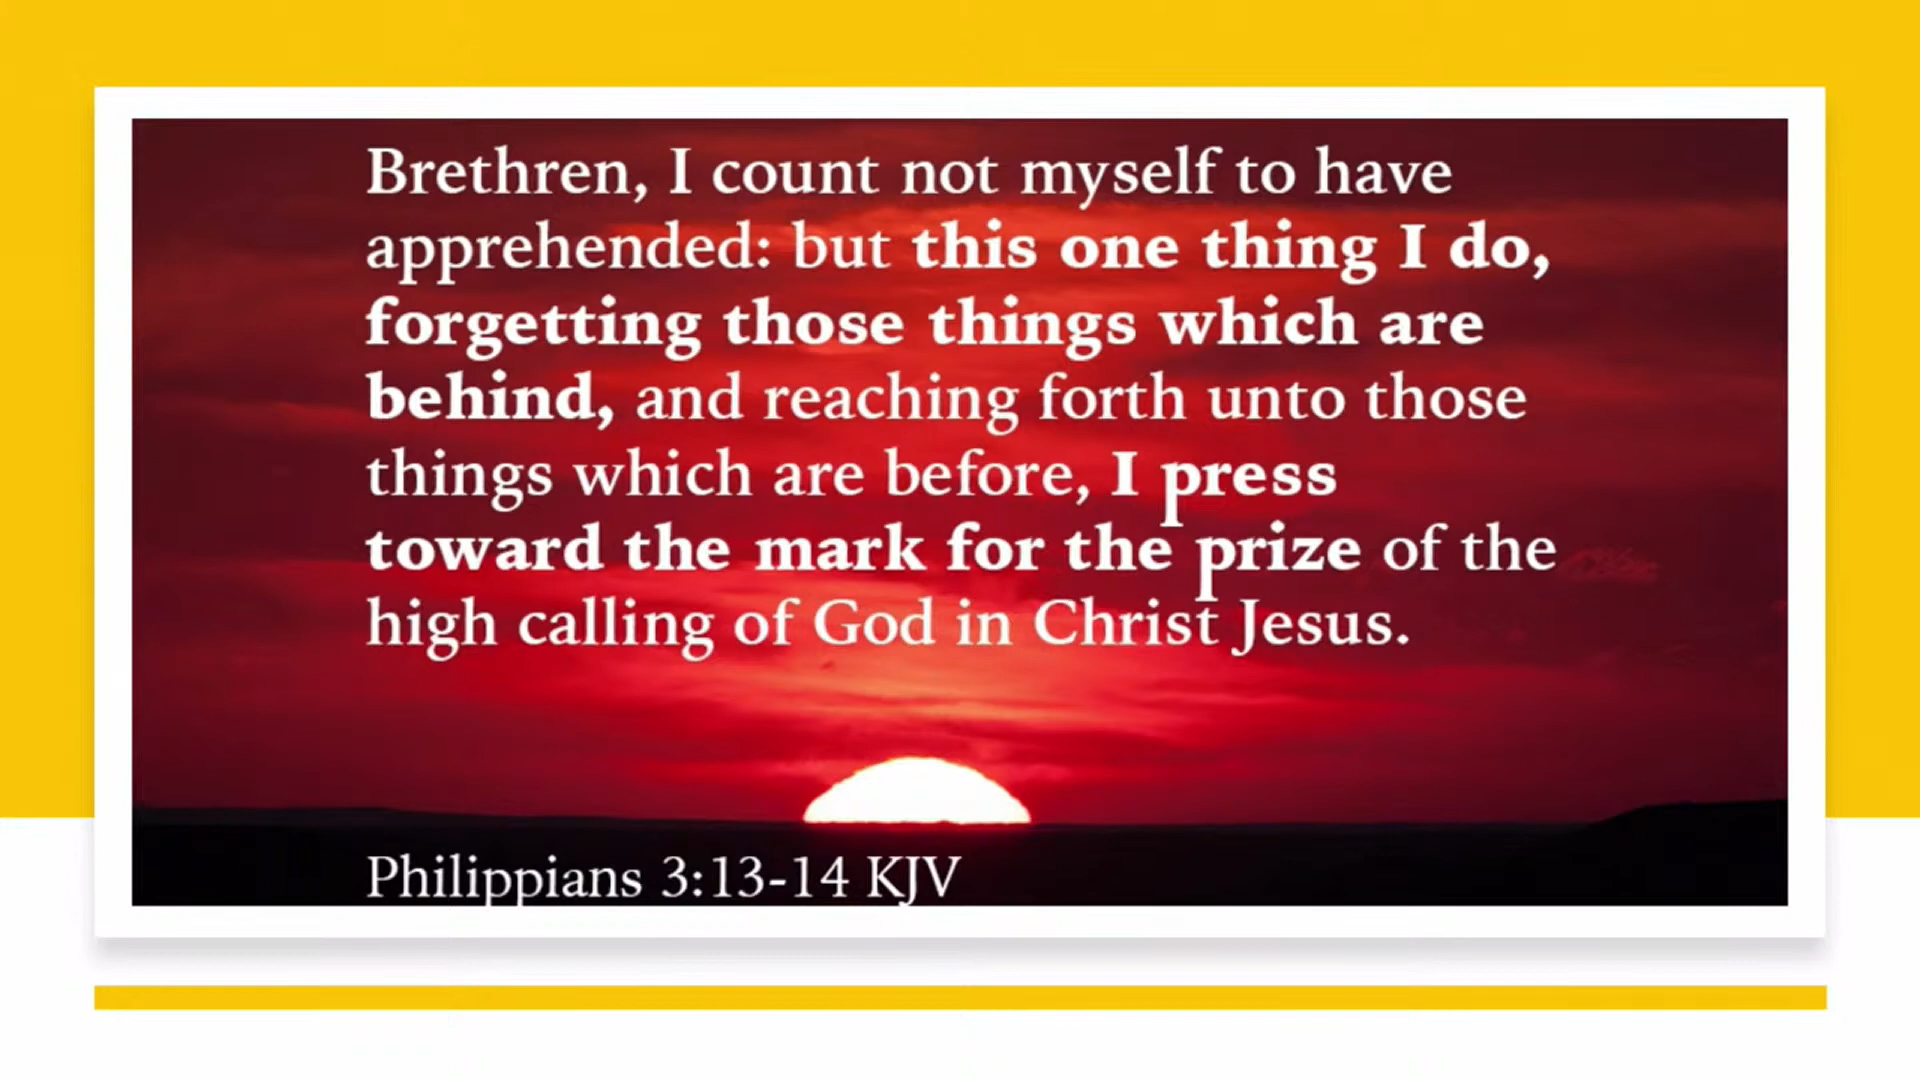 Brethren, I count not myself to have
apprehended: but this one thing I do,
forgetting those things which are
behind, and reaching forth unto those
things which are before, I press
toward the mark for the prize of the
high calling of God in Christ Jesus.
Philippians 3:13-14 KJV